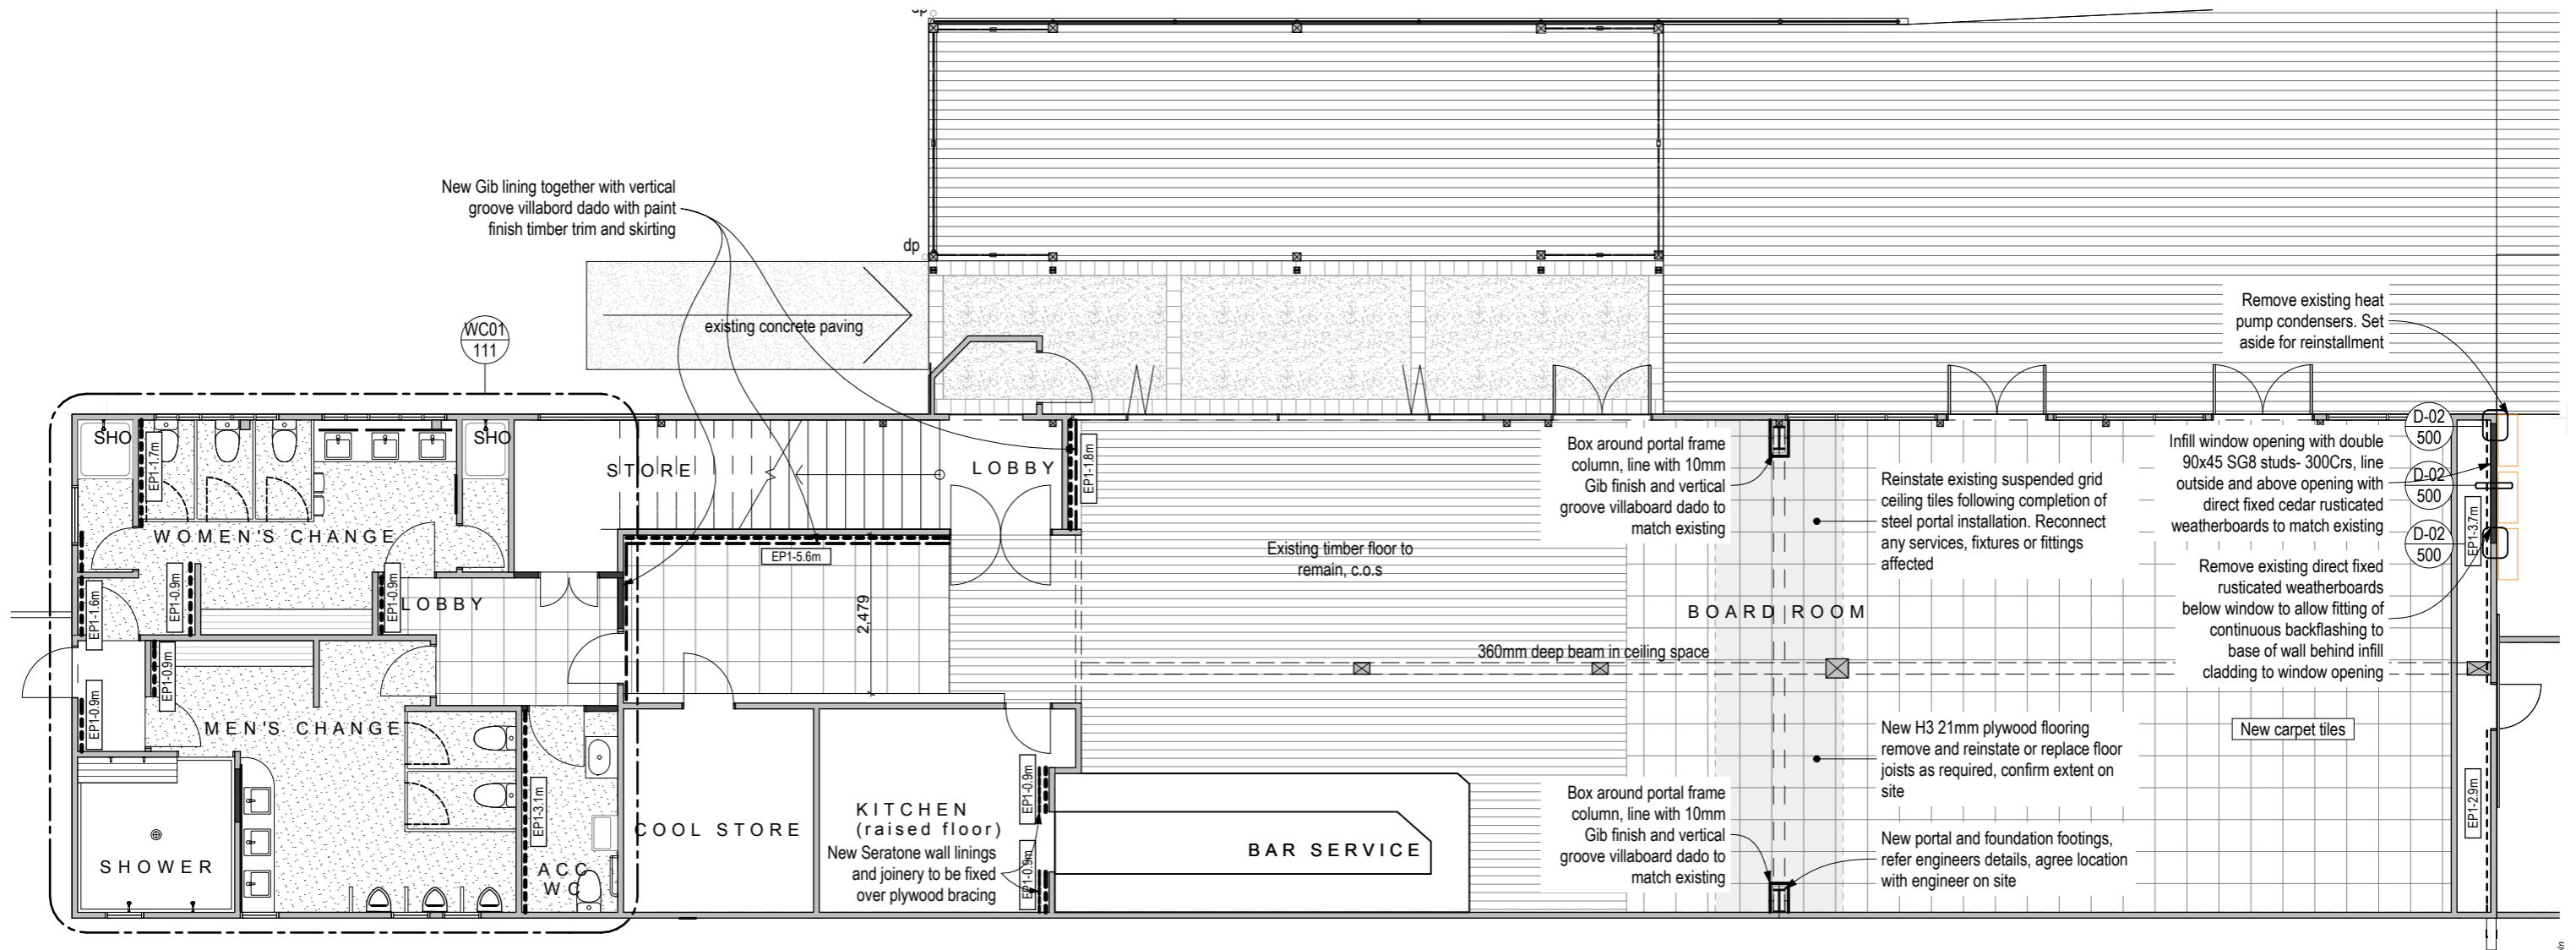 dp
New Gib lining together with vertical
groove villabord dado with paint
finish timber trim and skirting
dp
existing concrete paving
WC01
111
Remove existing heat
pump condensers. Set
aside for reinstallment
SHO
EP1-1.7m
SHO
STORE
LOBBY
EP1-1.8m
WOMEN'S CHANGE
EP1-5.6m
EP1-1.6m
EP1-0.9m
EP1-0.9m
LOBBY
2,479
EP1-0.9m
EP1-0.9m
MEN'S CHANGE
SHOWER
EP1-3.1m
ACC
WC
COOL STORE
KITCHEN
(raised floor)
New Seratone wall linings
and joinery to be fixed
over plywood bracing
EP1-0.9m
EP1-0.9m
BAR SERVICE
Existing timber floor to
remain, c.o.s
Box around portal frame
column, line with 10mm
Gib finish and vertical
groove villaboard dado to
match existing
Reinstate existing suspended grid
ceiling tiles following completion of
steel portal installation. Reconnect
any services, fixtures or fittings
affected
BOARD ROOM
360mm deep beam in ceiling space
Infill window opening with double
90x45 SG8 studs- 300Crs, line
outside and above opening with
direct fixed cedar rusticated
weatherboards to match existing
D-02
500
D-02
500
D-02
500
EP1-3.7m
Remove existing direct fixed
rusticated weatherboards
below window to allow fitting of
continuous backflashing to
base of wall behind infill
cladding to window opening
New H3 21mm plywood flooring
remove and reinstate or replace floor
joists as required, confirm extent on
site
New carpet tiles
EP1-2.9m
Box around portal frame
column, line with 10mm
Gib finish and vertical
groove villaboard dado to
match existing
New portal and foundation footings,
refer engineers details, agree location
with engineer on site